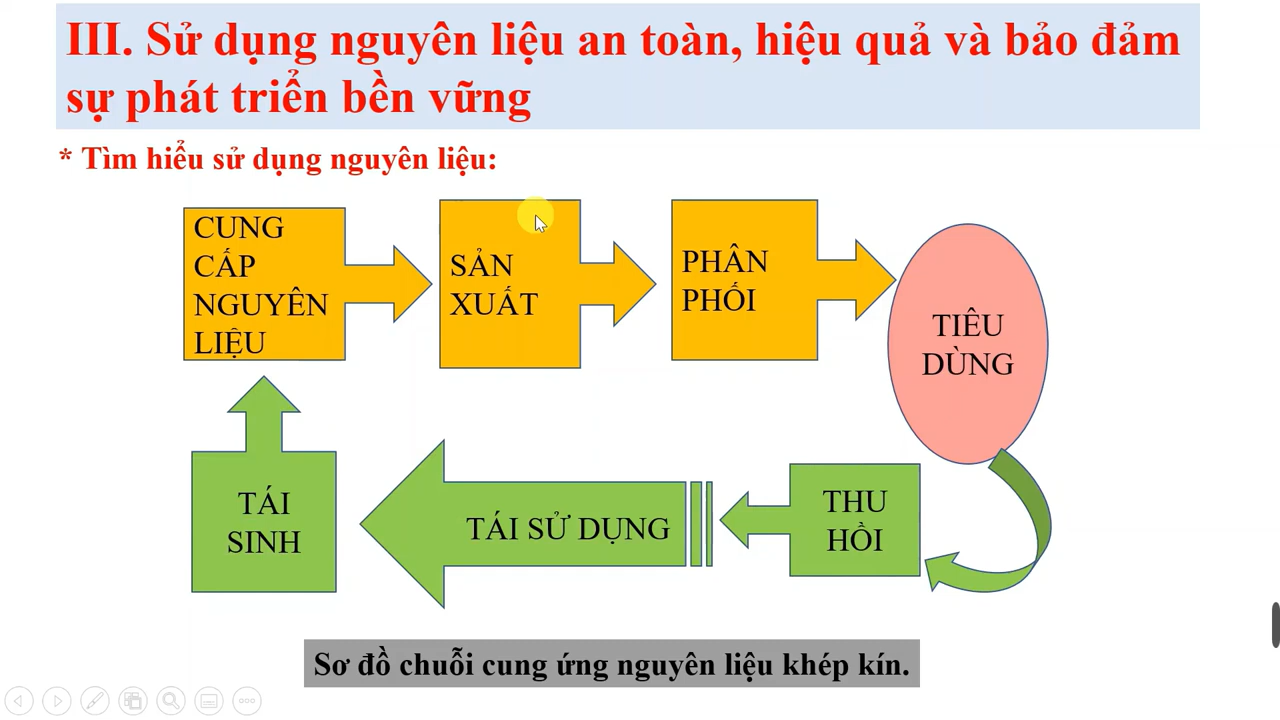 III. Sử dụng nguyên liệu an toàn, hiệu quả và bảo đảm
sự phát triển bền vững
* Tìm hiểu sử dụng nguyên liệu:
CUNG
CẤP
NGUYÊN
LIỆU
SẢN
XUẤT
PHÂN
PHỐI
TIÊU
DÙNG
TÁI
SINH
TÁI SỬ DỤNG
THU
HỒI
Sơ đồ chuỗi cung ứng nguyên liệu khép kín.